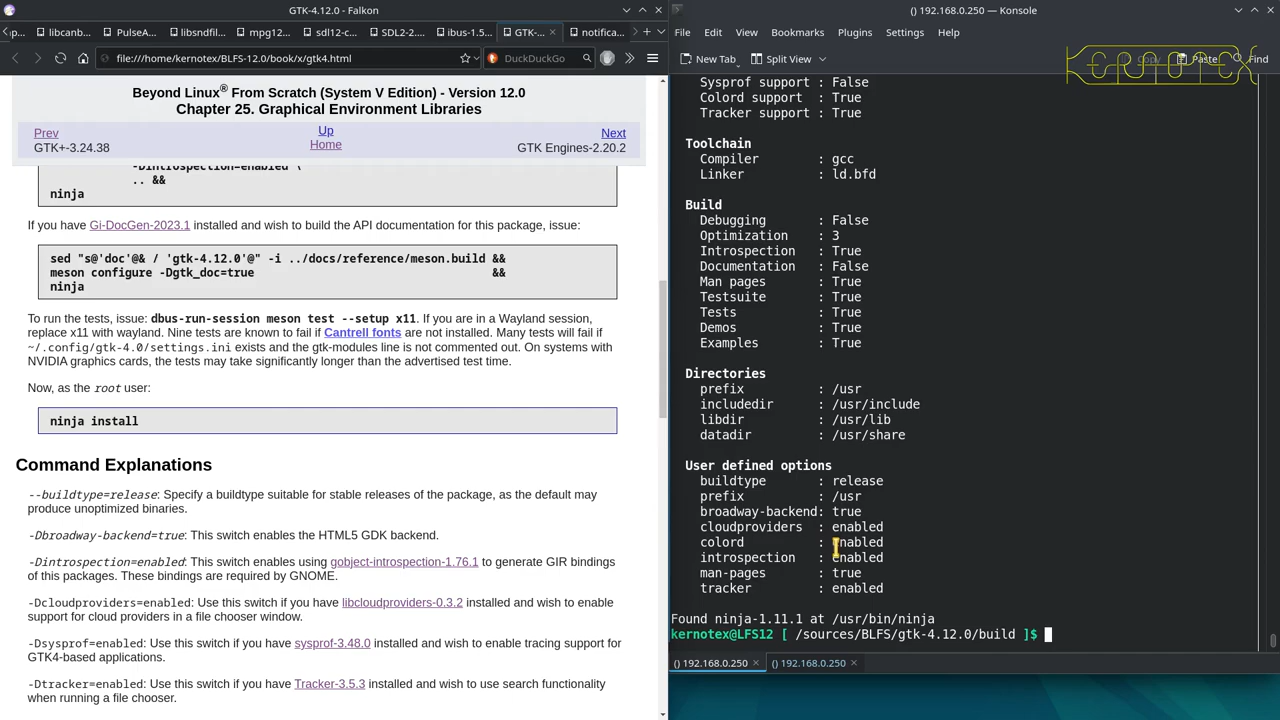 GTK-4.12.0 - Falkon
p...
libcanb...
PulseA...
libsndfil...
mpg12...
sdl12-c...
SDL2-2...
ibus-1.5...
GTK-...
notifica...
file:///home/kernotex/BLFS-12.0/book/x/gtk4.html
DuckDuckGo
Beyond Linux® From Scratch (System V Edition) - Version 12.0
Chapter 25. Graphical Environment Libraries
Prev
GTK+-3.24.38
Up
Home
Next
GTK Engines-2.20.2
-Dintrospection=enabled \
.. &&
ninja
If you have Gi-DocGen-2023.1 installed and wish to build the API documentation for this package, issue:
sed "s@'doc'@& / 'gtk-4.12.0'@" -i ../docs/reference/meson.build &&
meson configure -Dgtk_doc=true &&
ninja
To run the tests, issue: dbus-run-session meson test --setup x11. If you are in a Wayland session,
replace x11 with wayland. Nine tests are known to fail if Cantrell fonts are not installed. Many tests will fail if
~/.config/gtk-4.0/settings.ini exists and the gtk-modules line is not commented out. On systems with
NVIDIA graphics cards, the tests may take significantly longer than the advertised test time.
Now, as the root user:
ninja install
Command Explanations
--buildtype=release: Specify a buildtype suitable for stable releases of the package, as the default may
produce unoptimized binaries.
-Dbroadway-backend=true: This switch enables the HTML5 GDK backend.
-Dintrospection=enabled: This switch enables using gobject-introspection-1.76.1 to generate GIR bindings
of this packages. These bindings are required by GNOME.
-Dcloudproviders=enabled: Use this switch if you have libcloudproviders-0.3.2 installed and wish to enable
support for cloud providers in a file chooser window.
-Dsysprof=enabled: Use this switch if you have sysprof-3.48.0 installed and wish to enable tracing support for
GTK4-based applications.
-Dtracker=enabled: Use this switch if you have Tracker-3.5.3 installed and wish to use search functionality
when running a file chooser.
() 192.168.0.250 — Konsole
File Edit View Bookmarks Plugins Settings Help
New Tab Split View Copy Paste Find
KERNOTEX
Sysprof support : False
Colord support : True
Tracker support : True
Toolchain
Compiler : gcc
Linker : ld.bfd
Build
Debugging : False
Optimization : 3
Introspection : True
Documentation : False
Man pages : True
Testsuite : True
Tests : True
Demos : True
Examples : True
Directories
prefix : /usr
includedir : /usr/include
libdir : /usr/lib
datadir : /usr/share
User defined options
buildtype : release
prefix : /usr
broadway-backend: true
cloudproviders : enabled
colord : enabled
introspection : enabled
man-pages : true
tracker : enabled
Found ninja-1.11.1 at /usr/bin/ninja
kernotex@LFS12 [ /sources/BLFS/gtk-4.12.0/build ]$
() 192.168.0.250
() 192.168.0.250